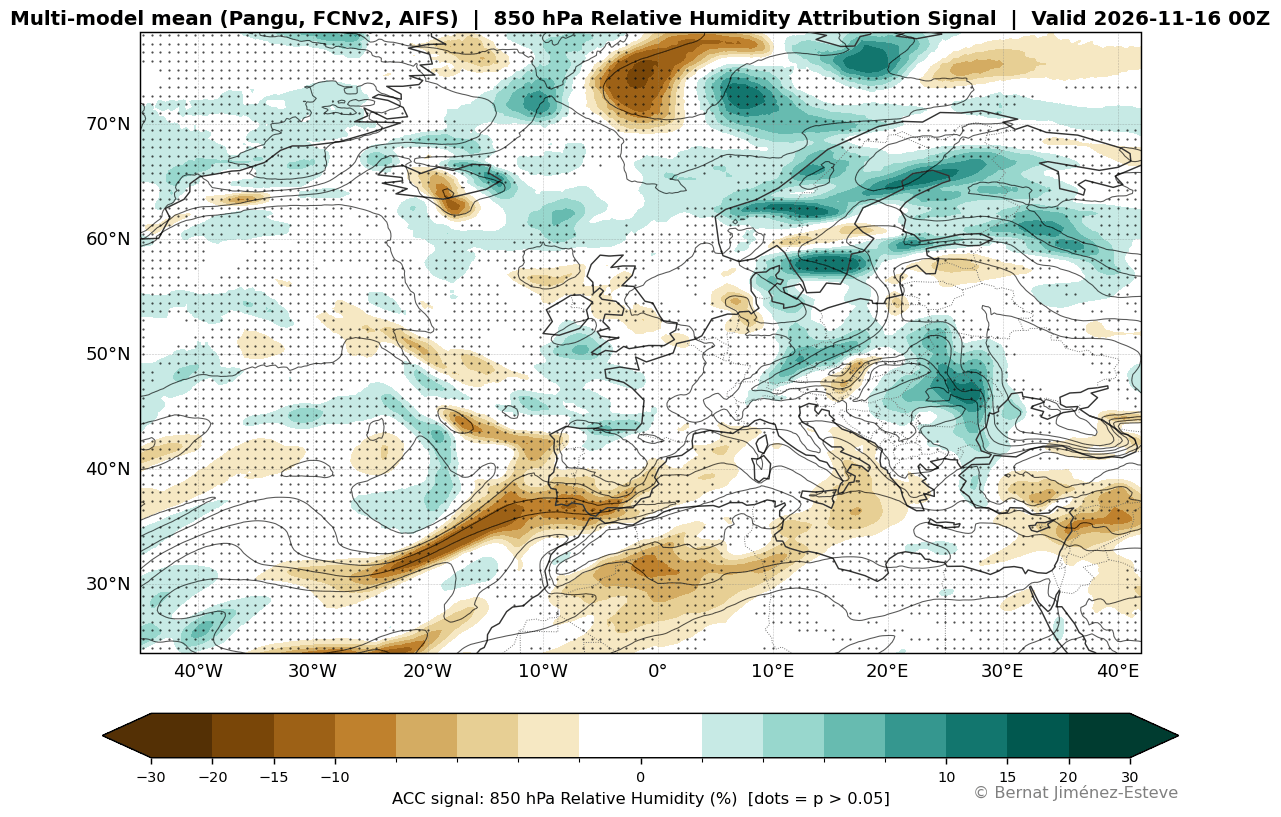 Multi-model mean (Pangu, FCNv2, AIFS)  |  850 hPa Relative Humidity Attribution Signal  |  Valid 2026-11-16 00Z
70°N
60°N
50°N
40°N
30°N
40°W 30°W 20°W 10°W 0° 10°E 20°E 30°E 40°E
−30 −20 −15 −10 0 10 15 20 30
ACC signal: 850 hPa Relative Humidity (%)  [dots = p > 0.05]
© Bernat Jiménez-Esteve